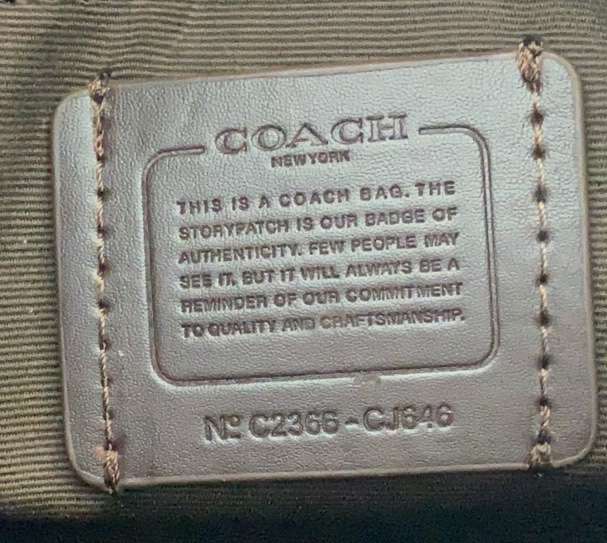 COACH
NEW YORK
THIS IS A COACH BAG. THE
STORYPATCH IS OUR BADGE OF
AUTHENTICITY. FEW PEOPLE MAY
SEE IT, BUT IT WILL ALWAYS BE A
REMINDER OF OUR COMMITMENT
TO QUALITY AND CRAFTSMANSHIP.
Nº C2366-CJ646